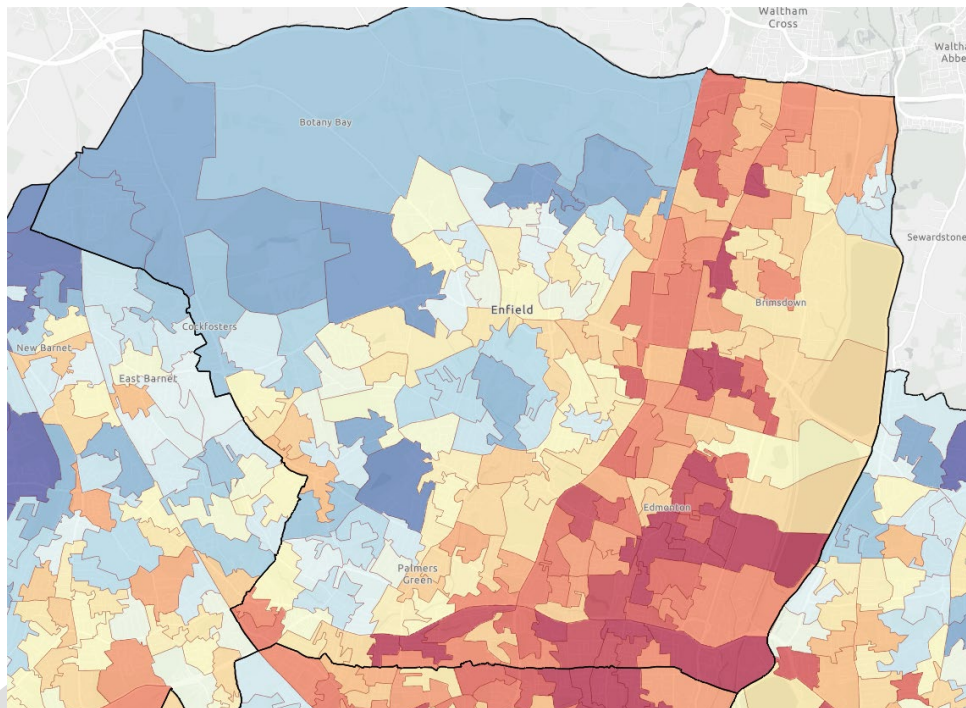 Waltham
Cross
Waltha
Abbe
Botany Bay
Sewardstone
Enfield
Brimsdown
Cockfosters
New Barnet
East Barnet
Edmonton
Palmers
Green